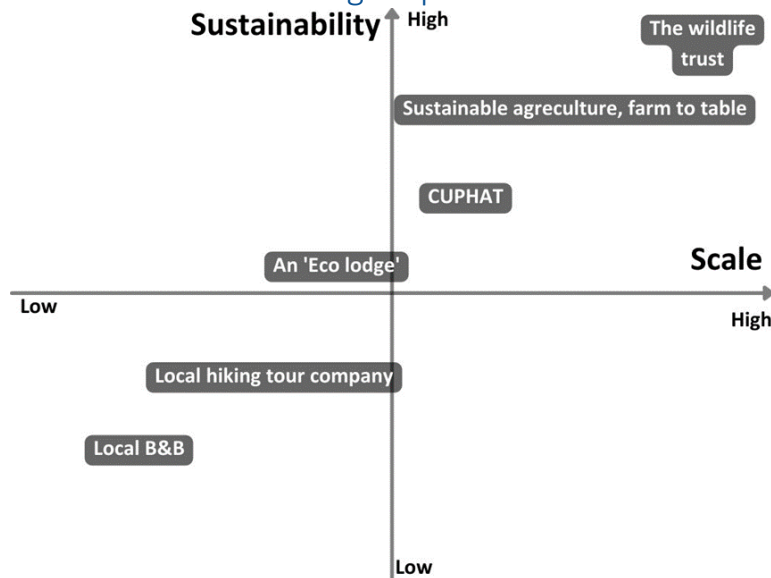 Sustainability
High
The wildlife
trust
Sustainable agreculture, farm to table
CUPHAT
An 'Eco lodge'
Scale
Low
High
Local hiking tour company
Local B&B
Low